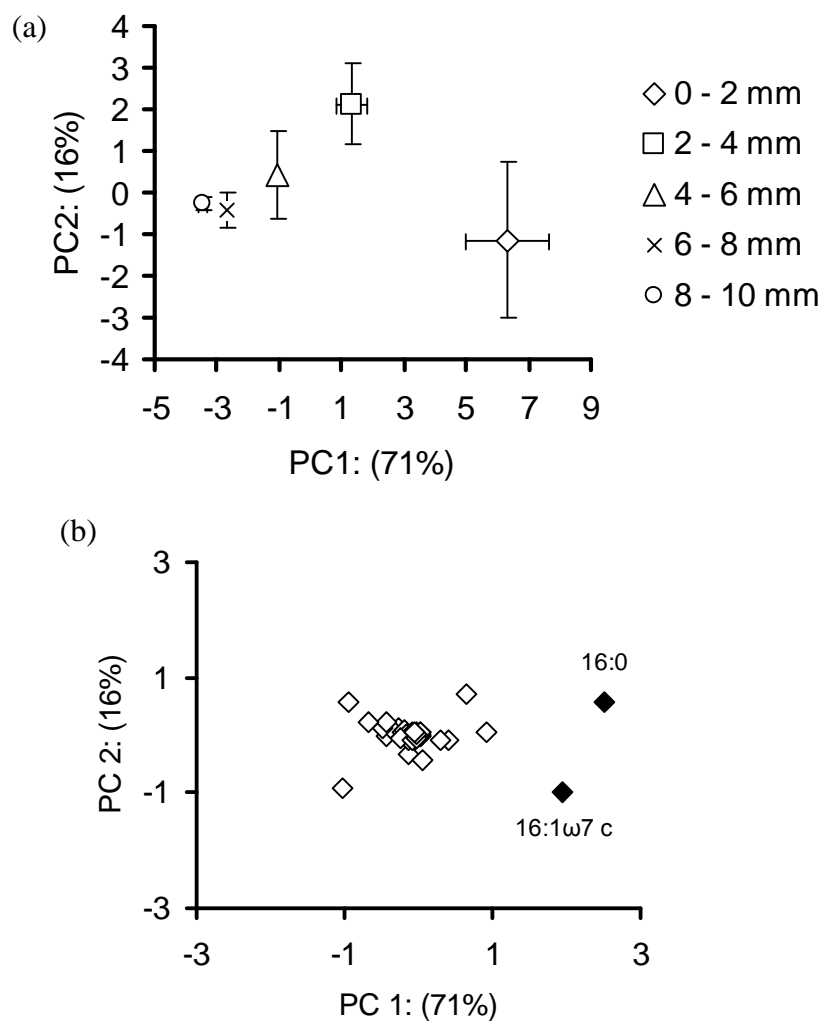 (a)
4
3
2
1
0
-1
-2
-3
-4
PC2: (16%)
-5 -3 -1 1 3 5 7 9
PC1: (71%)
0 - 2 mm
2 - 4 mm
4 - 6 mm
6 - 8 mm
8 - 10 mm
(b)
3
1
-1
-3
PC 2: (16%)
16:0
16:1ω7 c
-3 -1 1 3
PC 1: (71%)